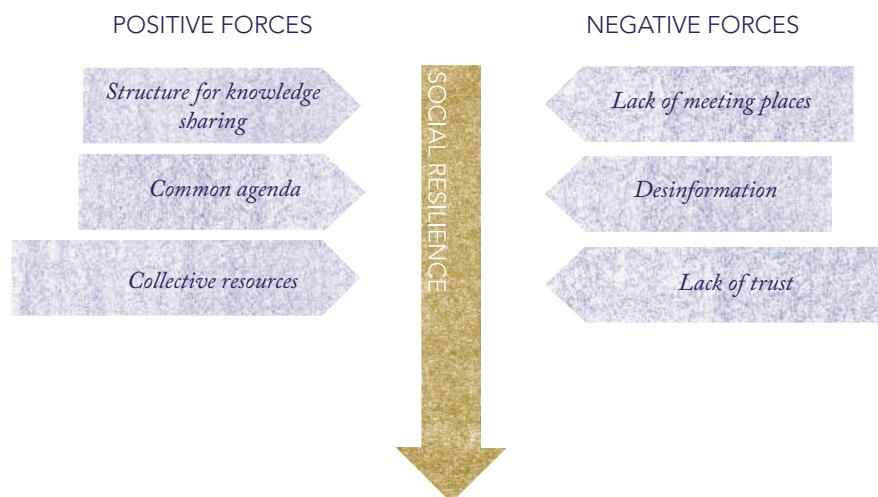 POSITIVE FORCES
NEGATIVE FORCES
Structure for knowledge
sharing
Common agenda
Collective resources
SOCIAL RESILIENCE
Lack of meeting places
Desinformation
Lack of trust